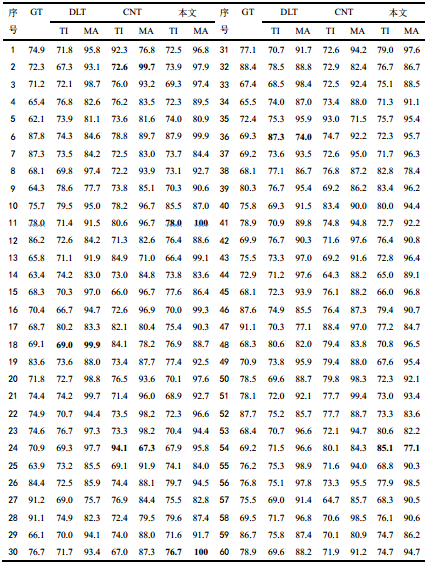 序 GT DLT CNT 本文 序 GT DLT CNT 本文
号 TI MA TI MA TI MA 号 TI MA TI MA TI MA
1 74.9 71.8 95.8 92.3 76.8 72.5 96.8 31 77.1 70.7 91.7 72.6 94.2 79.0 97.6
2 72.3 67.3 93.1 72.6 99.7 73.9 97.9 32 88.4 78.5 88.8 72.9 82.4 76.7 86.7
3 71.2 72.1 98.7 76.0 93.2 69.3 97.4 33 67.4 68.5 98.4 72.5 92.4 75.1 88.5
4 65.4 76.8 82.6 76.2 83.5 72.3 89.5 34 65.5 74.0 87.0 73.4 88.0 71.3 91.1
5 62.1 73.9 81.1 73.6 81.6 74.0 80.9 35 72.4 75.3 95.9 93.0 71.5 75.7 95.4
6 87.8 74.3 84.6 78.8 89.7 87.9 99.9 36 69.3 87.3 74.0 74.7 92.2 72.3 95.7
7 87.3 73.5 84.2 72.5 83.0 73.7 84.4 37 69.2 73.6 93.5 72.6 95.0 71.7 96.3
8 68.1 69.8 97.4 72.2 93.9 73.1 92.7 38 68.1 77.1 86.7 76.8 87.2 82.8 78.4
9 64.3 78.6 77.7 73.8 85.1 70.3 90.6 39 80.3 76.7 95.4 69.2 86.2 83.4 96.2
10 75.7 79.5 95.0 78.2 96.7 85.5 87.0 40 75.8 69.3 91.5 83.4 90.0 80.0 94.4
11 78.0 71.4 91.5 80.6 96.7 78.0 100 41 78.9 70.9 89.8 74.8 94.8 72.7 92.2
12 86.2 72.6 84.2 71.3 82.6 76.4 88.6 42 69.9 76.7 90.3 71.6 97.6 76.4 90.8
13 65.8 71.1 91.9 84.9 71.0 66.4 99.1 43 75.5 73.3 97.0 69.2 91.6 72.8 96.4
14 63.4 74.2 83.0 73.0 84.8 73.8 83.6 44 72.9 71.2 97.6 64.3 88.2 65.0 89.1
15 68.3 70.3 97.0 66.0 96.7 77.6 86.4 45 68.1 72.3 93.9 76.1 88.2 66.0 96.8
16 70.4 66.7 94.7 72.6 96.9 70.0 99.3 46 87.6 74.9 85.5 76.4 87.3 79.4 90.7
17 68.7 80.2 83.3 82.1 80.4 75.4 90.3 47 91.1 70.3 77.1 88.4 97.0 77.2 84.7
18 69.1 69.0 99.9 84.1 78.2 76.9 88.7 48 68.3 80.6 82.0 79.4 83.8 70.8 96.5
19 83.6 73.6 88.0 73.4 87.7 77.4 92.5 49 70.9 73.8 95.9 79.4 88.0 67.6 95.4
20 71.8 72.7 98.8 76.5 93.6 70.1 97.6 50 78.5 69.6 88.7 79.8 98.3 72.3 92.1
21 74.4 74.2 99.7 71.4 96.0 68.9 92.7 51 78.1 72.0 92.1 77.7 99.4 73.0 93.4
22 74.9 70.7 94.4 73.5 98.2 72.3 96.6 52 87.7 75.2 85.7 77.7 88.7 73.3 83.6
23 74.6 76.7 97.3 73.3 98.2 70.4 94.4 53 68.4 70.7 96.6 72.1 94.7 80.6 82.2
24 70.9 69.3 97.7 94.1 67.3 67.9 95.8 54 69.2 71.5 96.6 80.1 84.3 85.1 77.1
25 63.9 73.2 85.5 69.1 91.9 74.1 84.0 55 76.2 75.3 98.9 71.6 94.0 68.8 90.3
26 84.4 72.5 85.9 74.4 88.1 79.7 94.5 56 76.8 75.1 97.8 73.3 95.5 77.9 98.5
27 91.2 69.0 75.7 76.9 84.4 75.5 82.8 57 75.5 69.0 91.4 64.7 85.7 68.3 90.5
28 91.1 74.9 82.3 72.4 79.5 79.6 87.4 58 69.5 71.7 96.8 70.6 98.5 76.1 90.6
29 66.1 70.0 94.1 74.0 88.0 71.6 91.7 59 86.7 75.8 87.4 70.1 80.9 74.7 86.2
30 76.7 71.7 93.4 67.0 87.3 76.7 100 60 78.9 69.6 88.2 71.9 91.2 74.7 94.7